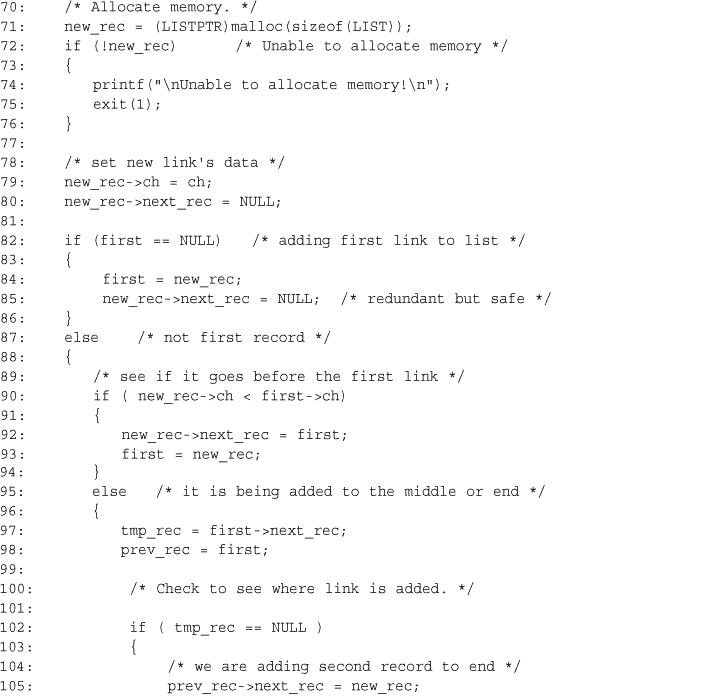 70:    /* Allocate memory. */
71:    new_rec = (LISTPTR)malloc(sizeof(LIST));
72:    if (!new_rec)      /* Unable to allocate memory */
73:    {
74:       printf("\nUnable to allocate memory!\n");
75:       exit(1);
76:    }
77:
78:    /* set new link's data */
79:    new_rec->ch = ch;
80:    new_rec->next_rec = NULL;
81:
82:    if (first == NULL)   /* adding first link to list */
83:    {
84:        first = new_rec;
85:        new_rec->next_rec = NULL;  /* redundant but safe */
86:    }
87:    else    /* not first record */
88:    {
89:       /* see if it goes before the first link */
90:       if ( new_rec->ch < first->ch)
91:       {
92:          new_rec->next_rec = first;
93:          first = new_rec;
94:       }
95:       else   /* it is being added to the middle or end */
96:       {
97:          tmp_rec = first->next_rec;
98:          prev_rec = first;
99:
100:          /* Check to see where link is added. */
101:
102:          if ( tmp_rec == NULL )
103:          {
104:              /* we are adding second record to end */
105:              prev_rec->next_rec = new_rec;